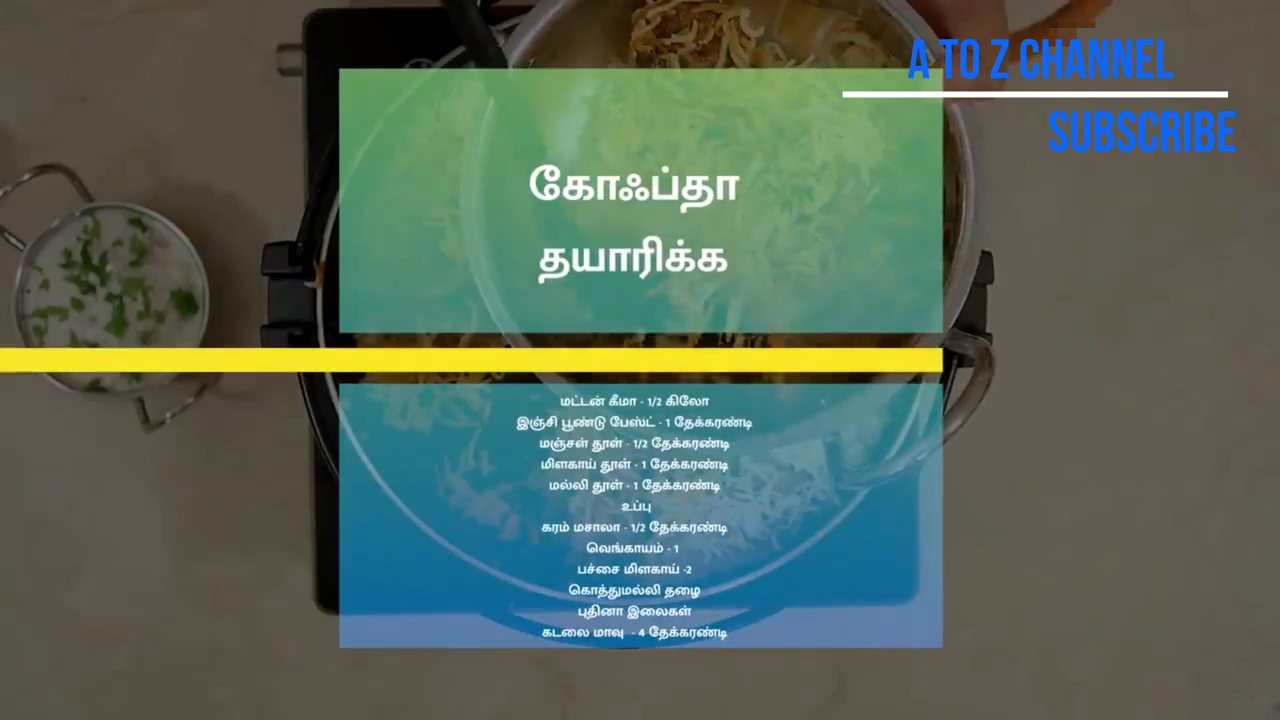 A TO Z CHANNEL
SUBSCRIBE
கோஃப்தா
தயாரிக்க
மட்டன் கீமா - 1/2 கிலோ
இஞ்சி பூண்டு பேஸ்ட் - 1 தேக்கரண்டி
மஞ்சள் தூள் - 1/2 தேக்கரண்டி
மிளகாய் தூள் - 1 தேக்கரண்டி
மல்லி தூள் - 1 தேக்கரண்டி
உப்பு
கரம் மசாலா - 1/2 தேக்கரண்டி
வெங்காயம் - 1
பச்சை மிளகாய் -2
கொத்துமல்லி தழை
புதினா இலைகள்
கடலை மாவு - 4 தேக்கரண்டி